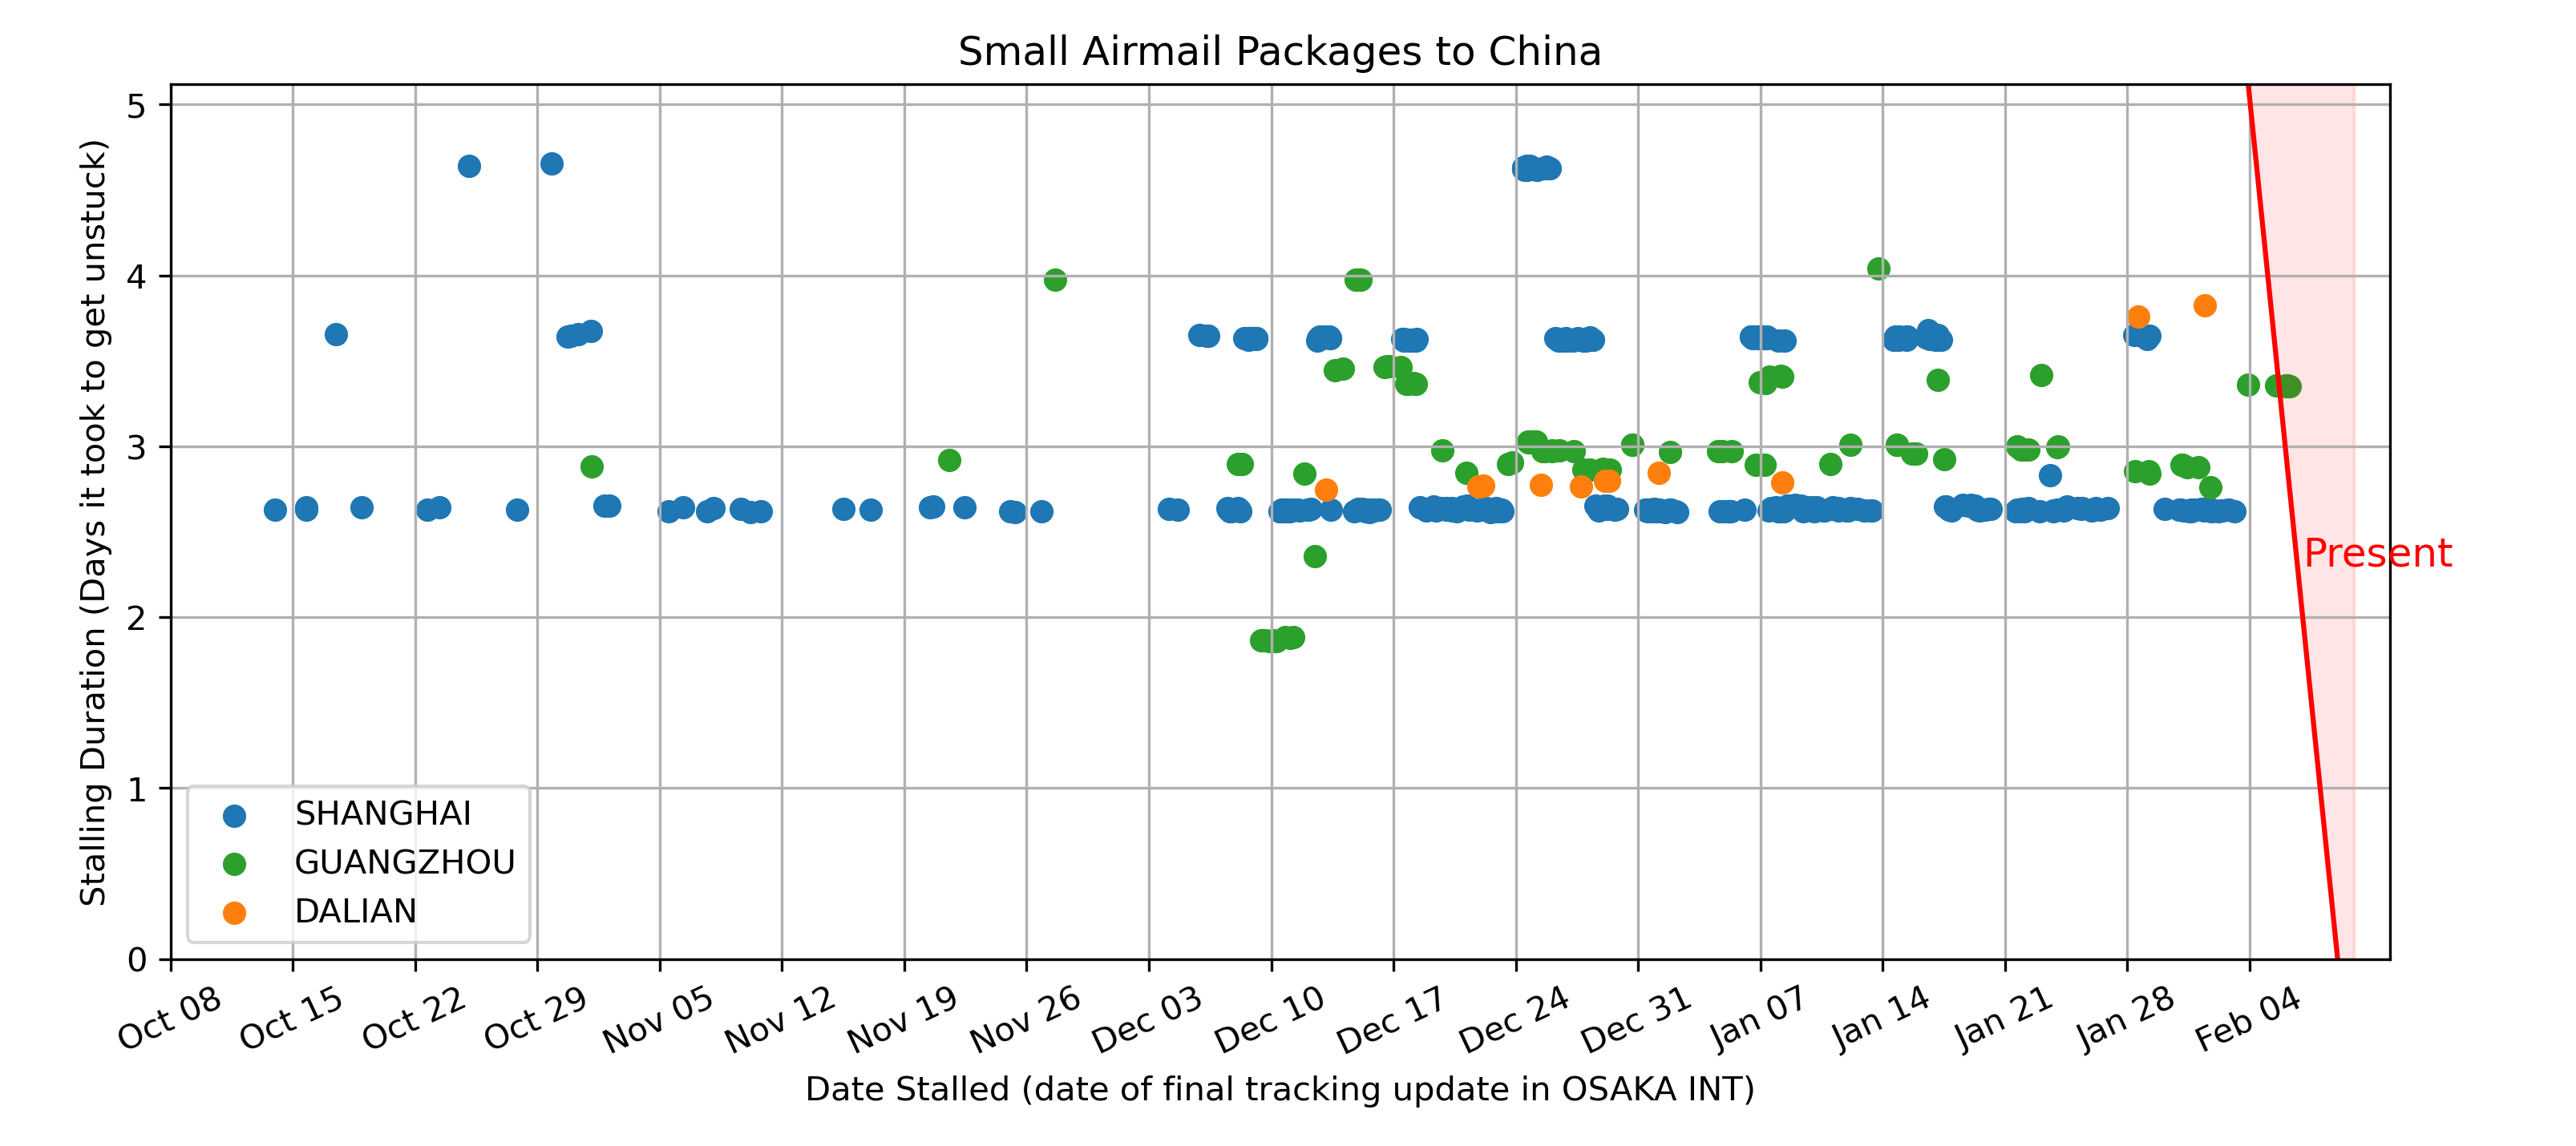 Small Airmail Packages to China
Stalling Duration (Days it took to get unstuck)
5
4
3
2
1
0
Present
SHANGHAI
GUANGZHOU
DALIAN
Oct 08
Oct 15
Oct 22
Oct 29
Nov 05
Nov 12
Nov 19
Nov 26
Dec 03
Dec 10
Dec 17
Dec 24
Dec 31
Jan 07
Jan 14
Jan 21
Jan 28
Feb 04
Date Stalled (date of final tracking update in OSAKA INT)